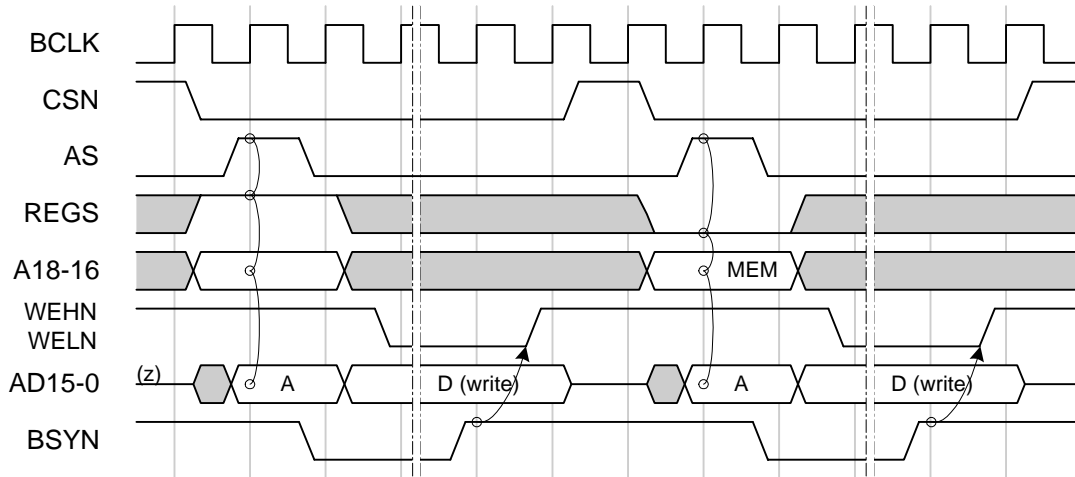 BCLK
CSN
AS
REGS
A18-16 MEM
WEHN
WELN
AD15-0 (z) A D (write) A D (write)
BSYN